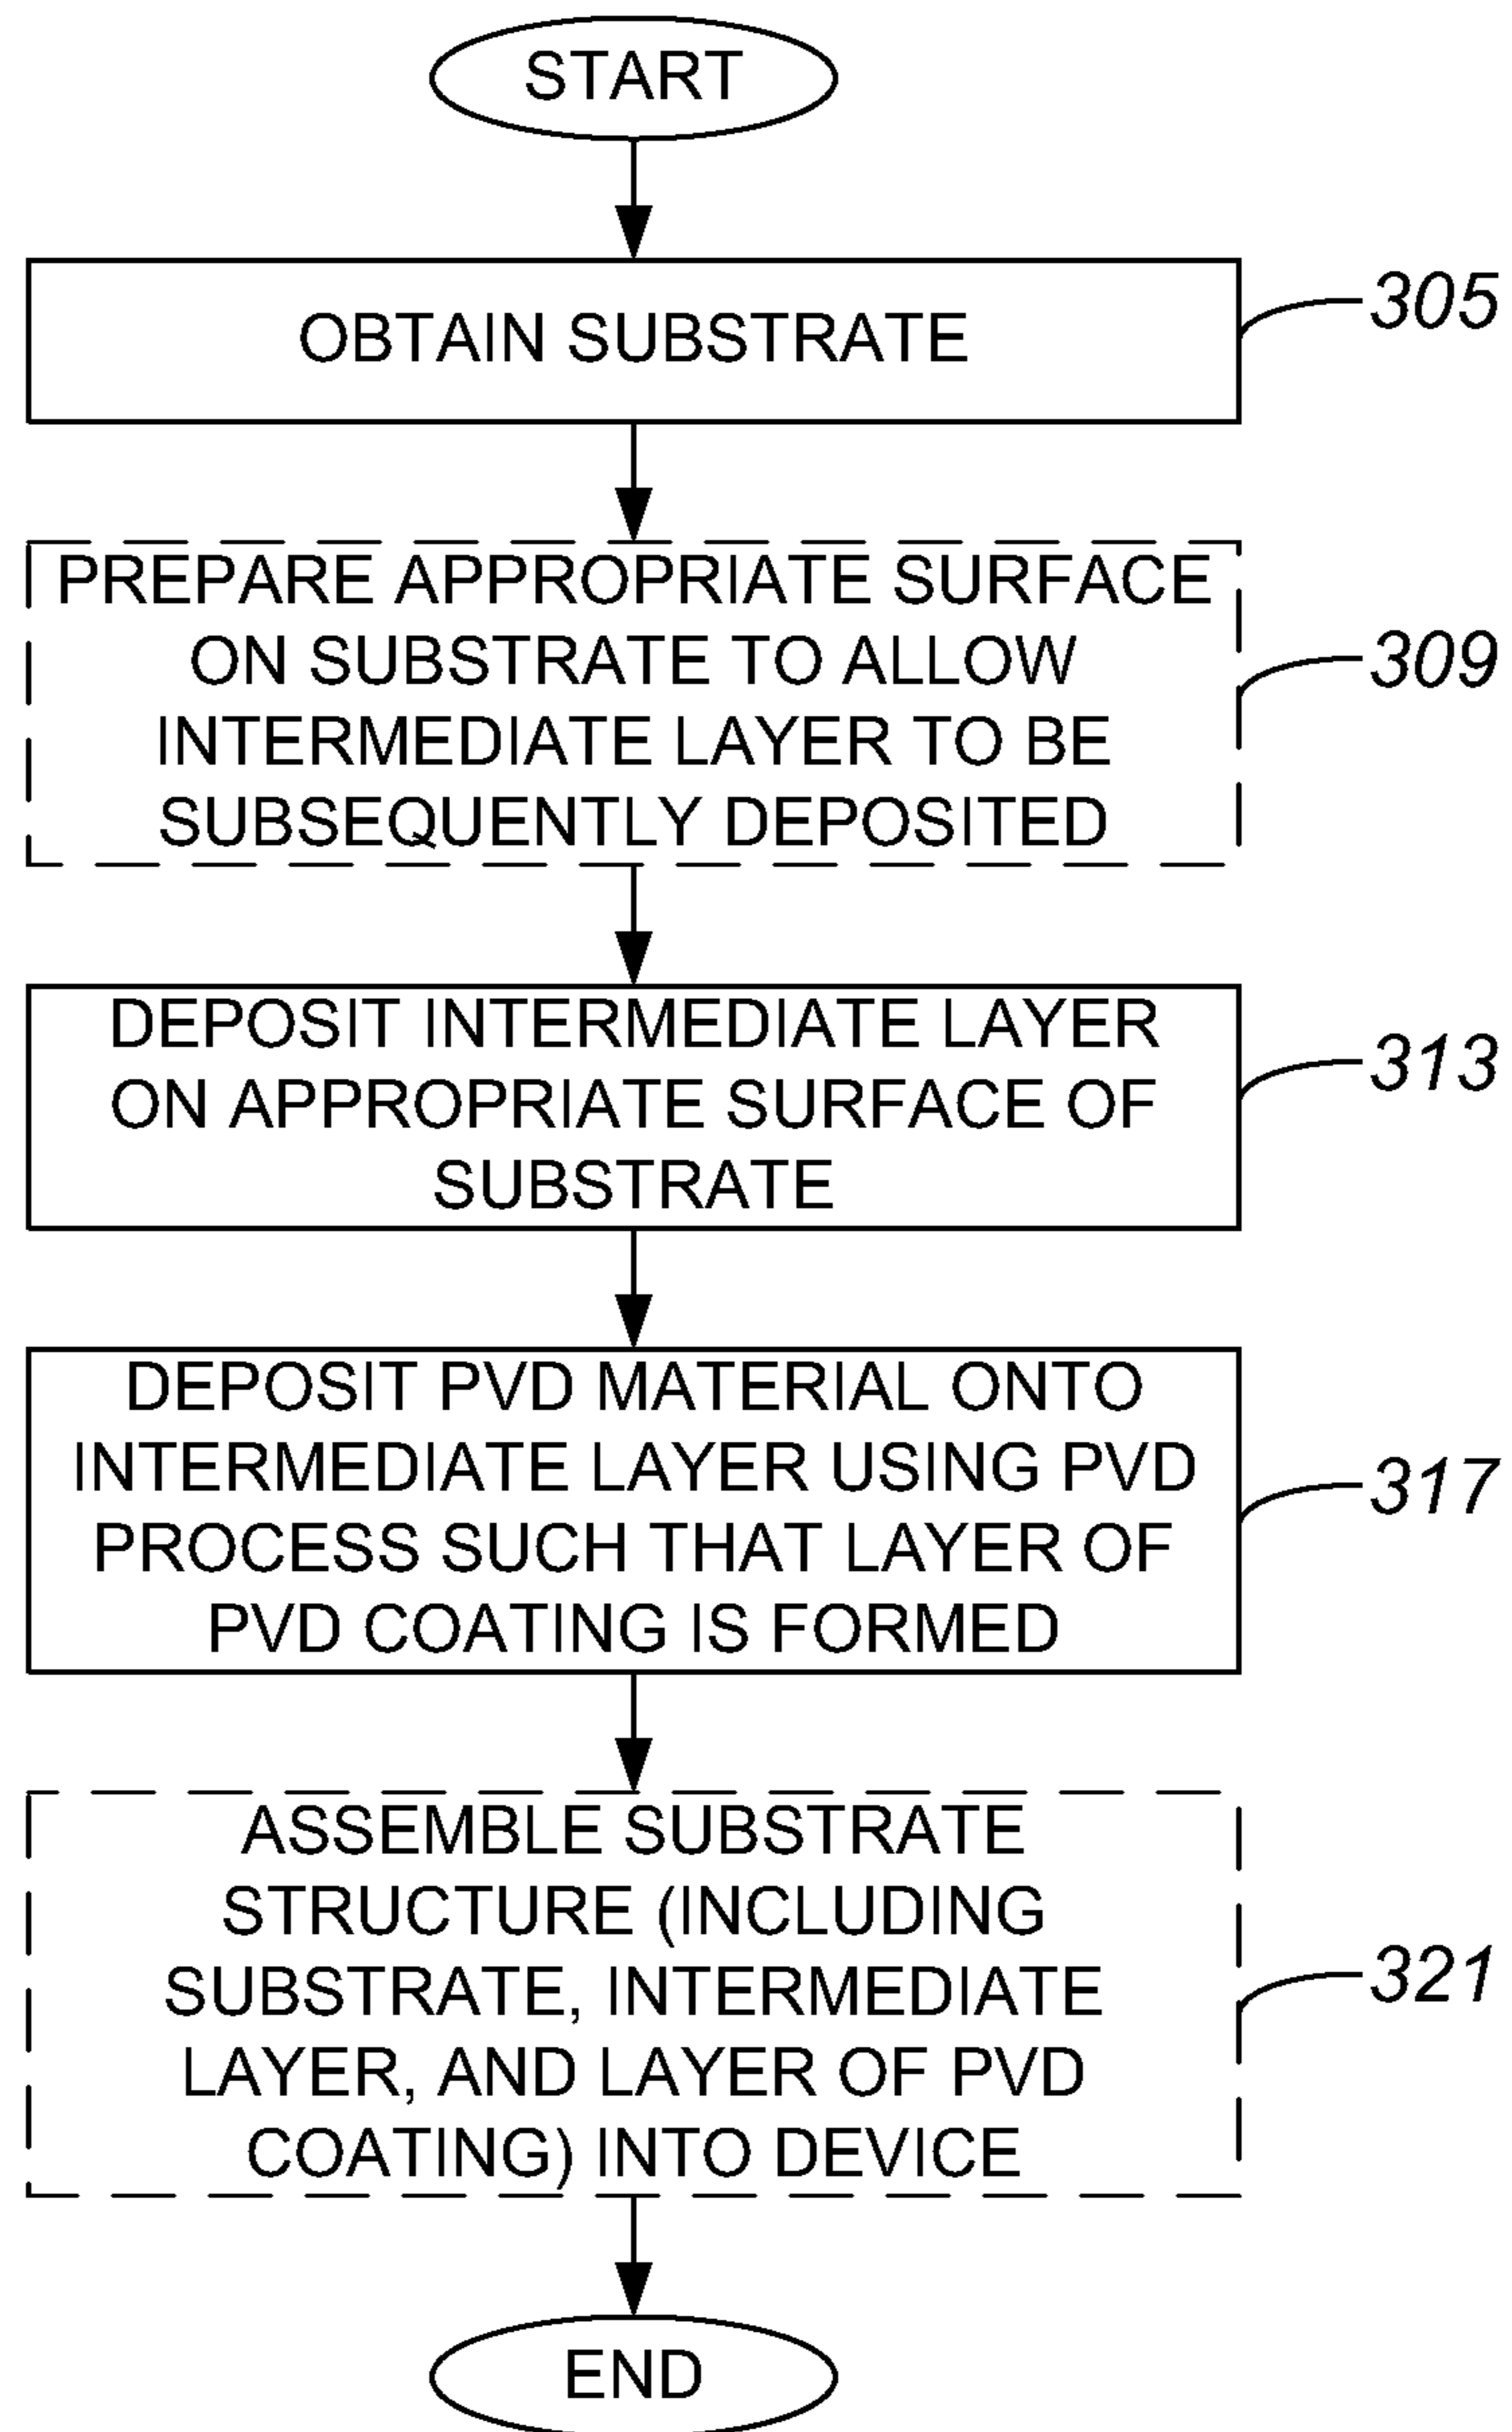 START
OBTAIN SUBSTRATE
305
PREPARE APPROPRIATE SURFACE
ON SUBSTRATE TO ALLOW
INTERMEDIATE LAYER TO BE
SUBSEQUENTLY DEPOSITED
309
DEPOSIT INTERMEDIATE LAYER
ON APPROPRIATE SURFACE OF
SUBSTRATE
313
DEPOSIT PVD MATERIAL ONTO
INTERMEDIATE LAYER USING PVD
PROCESS SUCH THAT LAYER OF
PVD COATING IS FORMED
317
ASSEMBLE SUBSTRATE
STRUCTURE (INCLUDING
SUBSTRATE, INTERMEDIATE
LAYER, AND LAYER OF PVD
COATING) INTO DEVICE
321
END